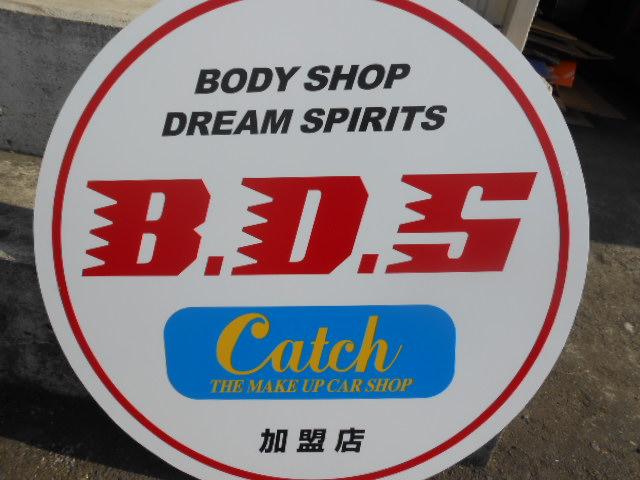 BODY SHOP
DREAM SPIRITS
B.D.S
Catch
THE MAKE UP CAR SHOP
加盟店